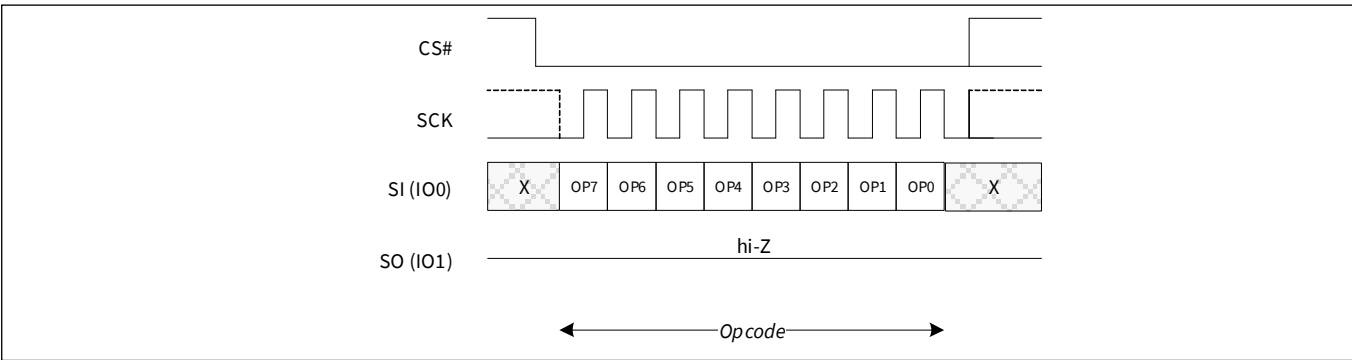 CS#
SCK
SI (IO0)
X OP7 OP6 OP5 OP4 OP3 OP2 OP1 OP0 X
hi-Z
SO (IO1)
Opcode